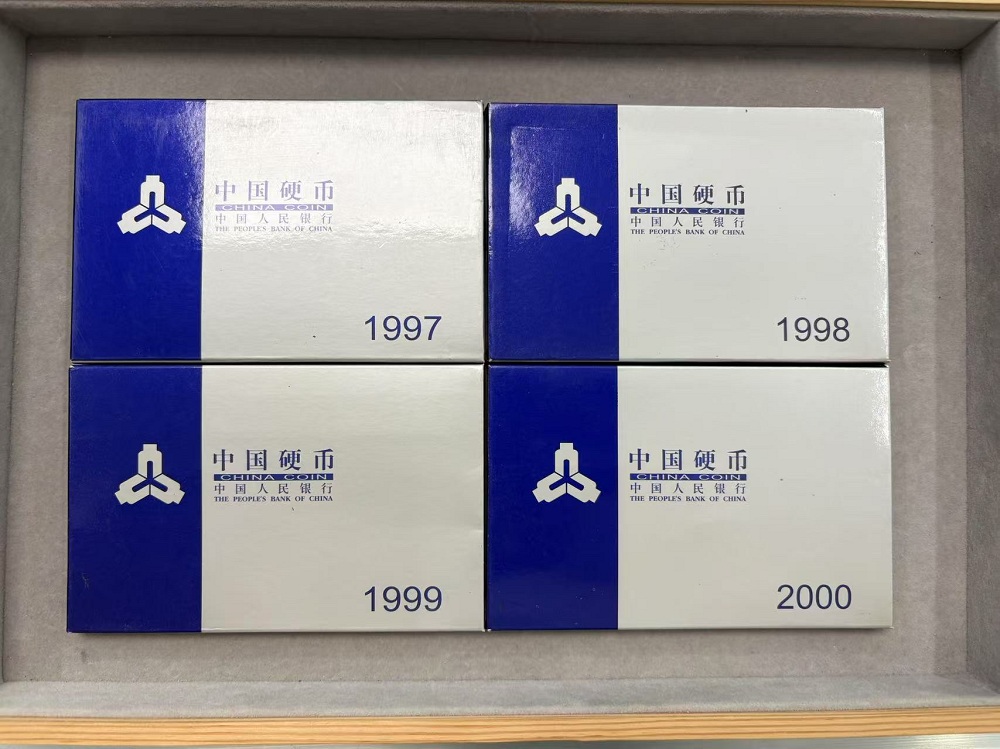 中国硬币
CHINA COIN
中国人民银行
THE PEOPLE'S BANK OF CHINA
1997
中国硬币
CHINA COIN
中国人民银行
THE PEOPLE'S BANK OF CHINA
1998
中国硬币
CHINA COIN
中国人民银行
THE PEOPLE'S BANK OF CHINA
1999
中国硬币
CHINA COIN
中国人民银行
THE PEOPLE'S BANK OF CHINA
2000